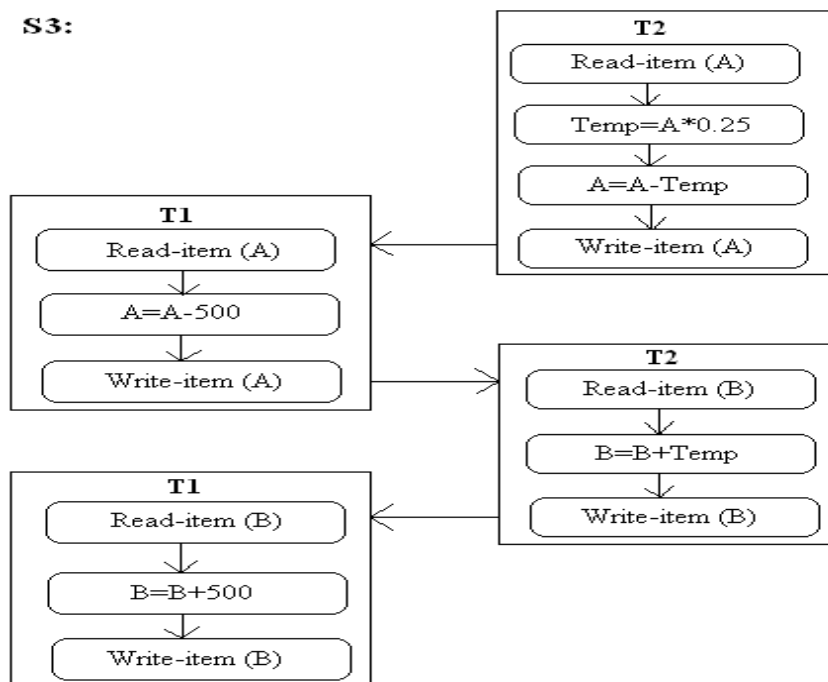 S3:
T2
Read-item (A)
Temp=A*0.25
A=A-Temp
Write-item (A)
T1
Read-item (A)
A=A-500
Write-item (A)
T2
Read-item (B)
B=B+Temp
Write-item (B)
T1
Read-item (B)
B=B+500
Write-item (B)